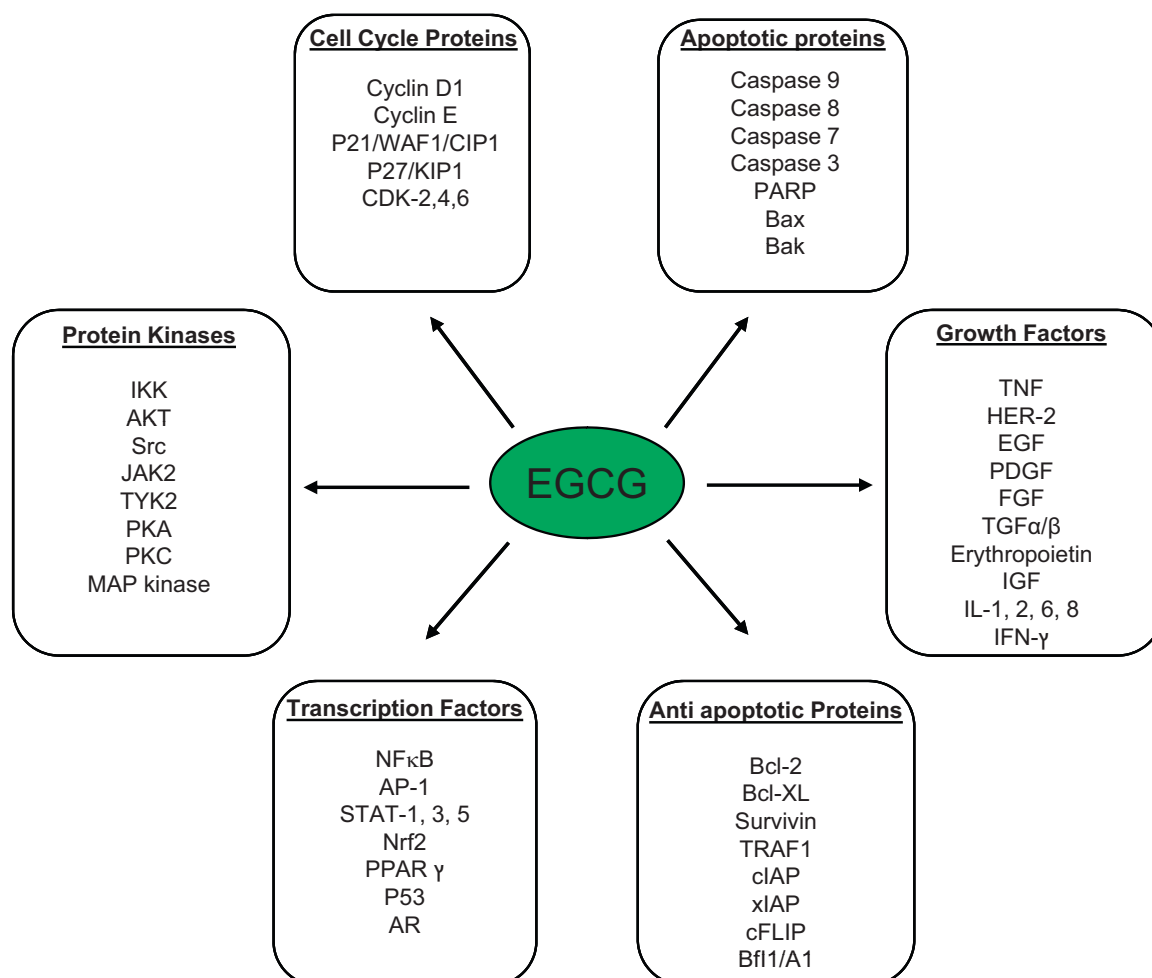 Cell Cycle Proteins
Cyclin D1
Cyclin E
P21/WAF1/CIP1
P27/KIP1
CDK-2,4,6
Apoptotic proteins
Caspase 9
Caspase 8
Caspase 7
Caspase 3
PARP
Bax
Bak
Protein Kinases
IKK
AKT
Src
JAK2
TYK2
PKA
PKC
MAP kinase
EGCG
Growth Factors
TNF
HER-2
EGF
PDGF
FGF
TGFα/β
Erythropoietin
IGF
IL-1, 2, 6, 8
IFN-γ
Transcription Factors
NFκB
AP-1
STAT-1, 3, 5
Nrf2
PPAR γ
P53
AR
Anti apoptotic Proteins
Bcl-2
Bcl-XL
Survivin
TRAF1
cIAP
xIAP
cFLIP
Bfl1/A1